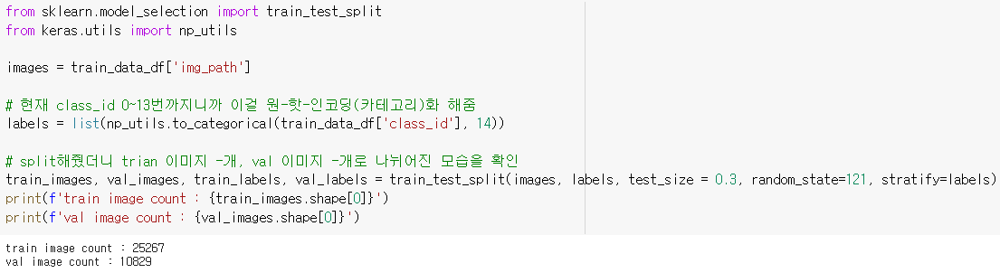 from sklearn.model_selection import train_test_split
from keras.utils import np_utils
images = train_data_df['img_path']
# 현재 class_id 0~13번까지니까 이걸 원-핫-인코딩(카테고리)화 해줌
labels = list(np_utils.to_categorical(train_data_df['class_id'], 14))
# split해줬더니 trian 이미지 -개, val 이미지 -개로 나뉘어진 모습을 확인
train_images, val_images, train_labels, val_labels = train_test_split(images, labels, test_size = 0.3, random_state=121, stratify=labels)
print(f'train image count : {train_images.shape[0]}')
print(f'val image count : {val_images.shape[0]}')
train image count : 25267
val image count : 10829